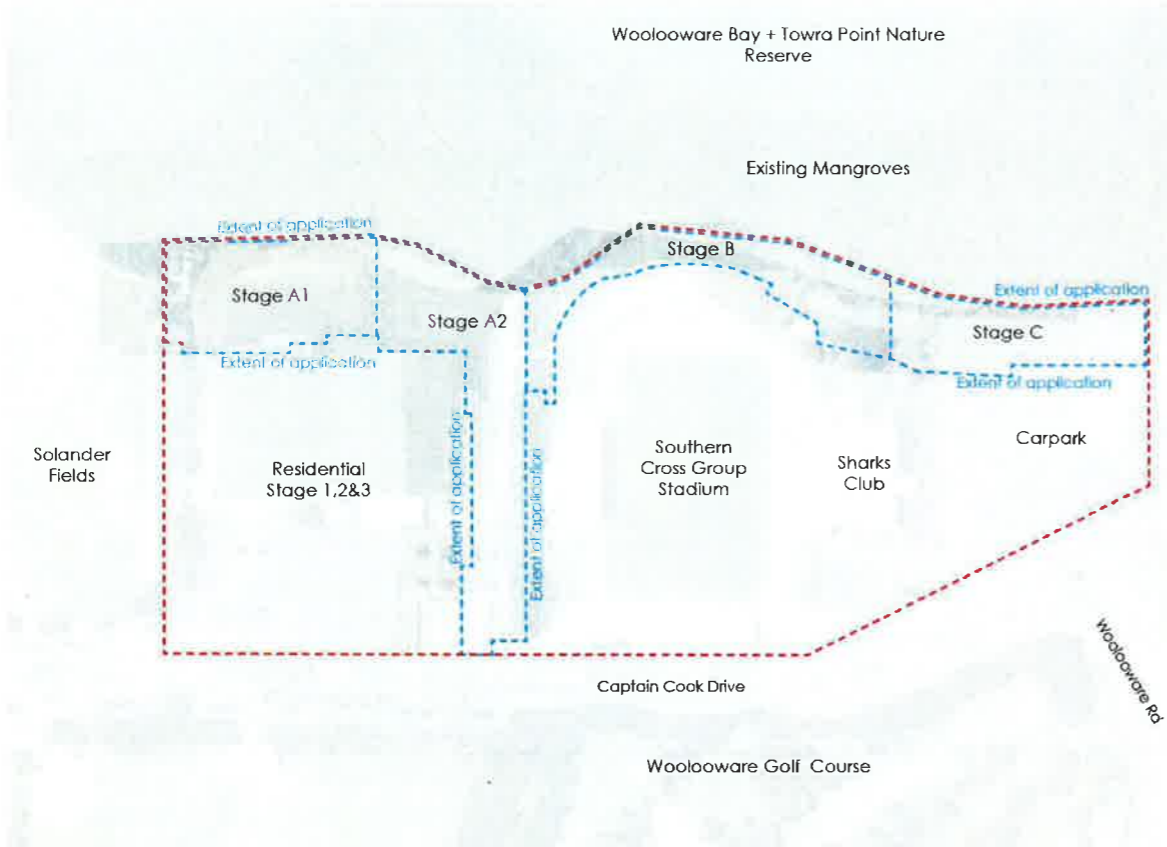 Woolooware Bay + Towra Point Nature
Reserve
Existing Mangroves
Extent of application
Stage B
Stage A1
Extent of application
Stage A2
Stage C
Extent of application
Extent of application
Carpark
Solander
Fields
Residential
Stage 1,2&3
Extent of application
Extent of application
Southern
Cross Group
Stadium
Sharks
Club
Woolooware Rd
Captain Cook Drive
Woolooware Golf Course